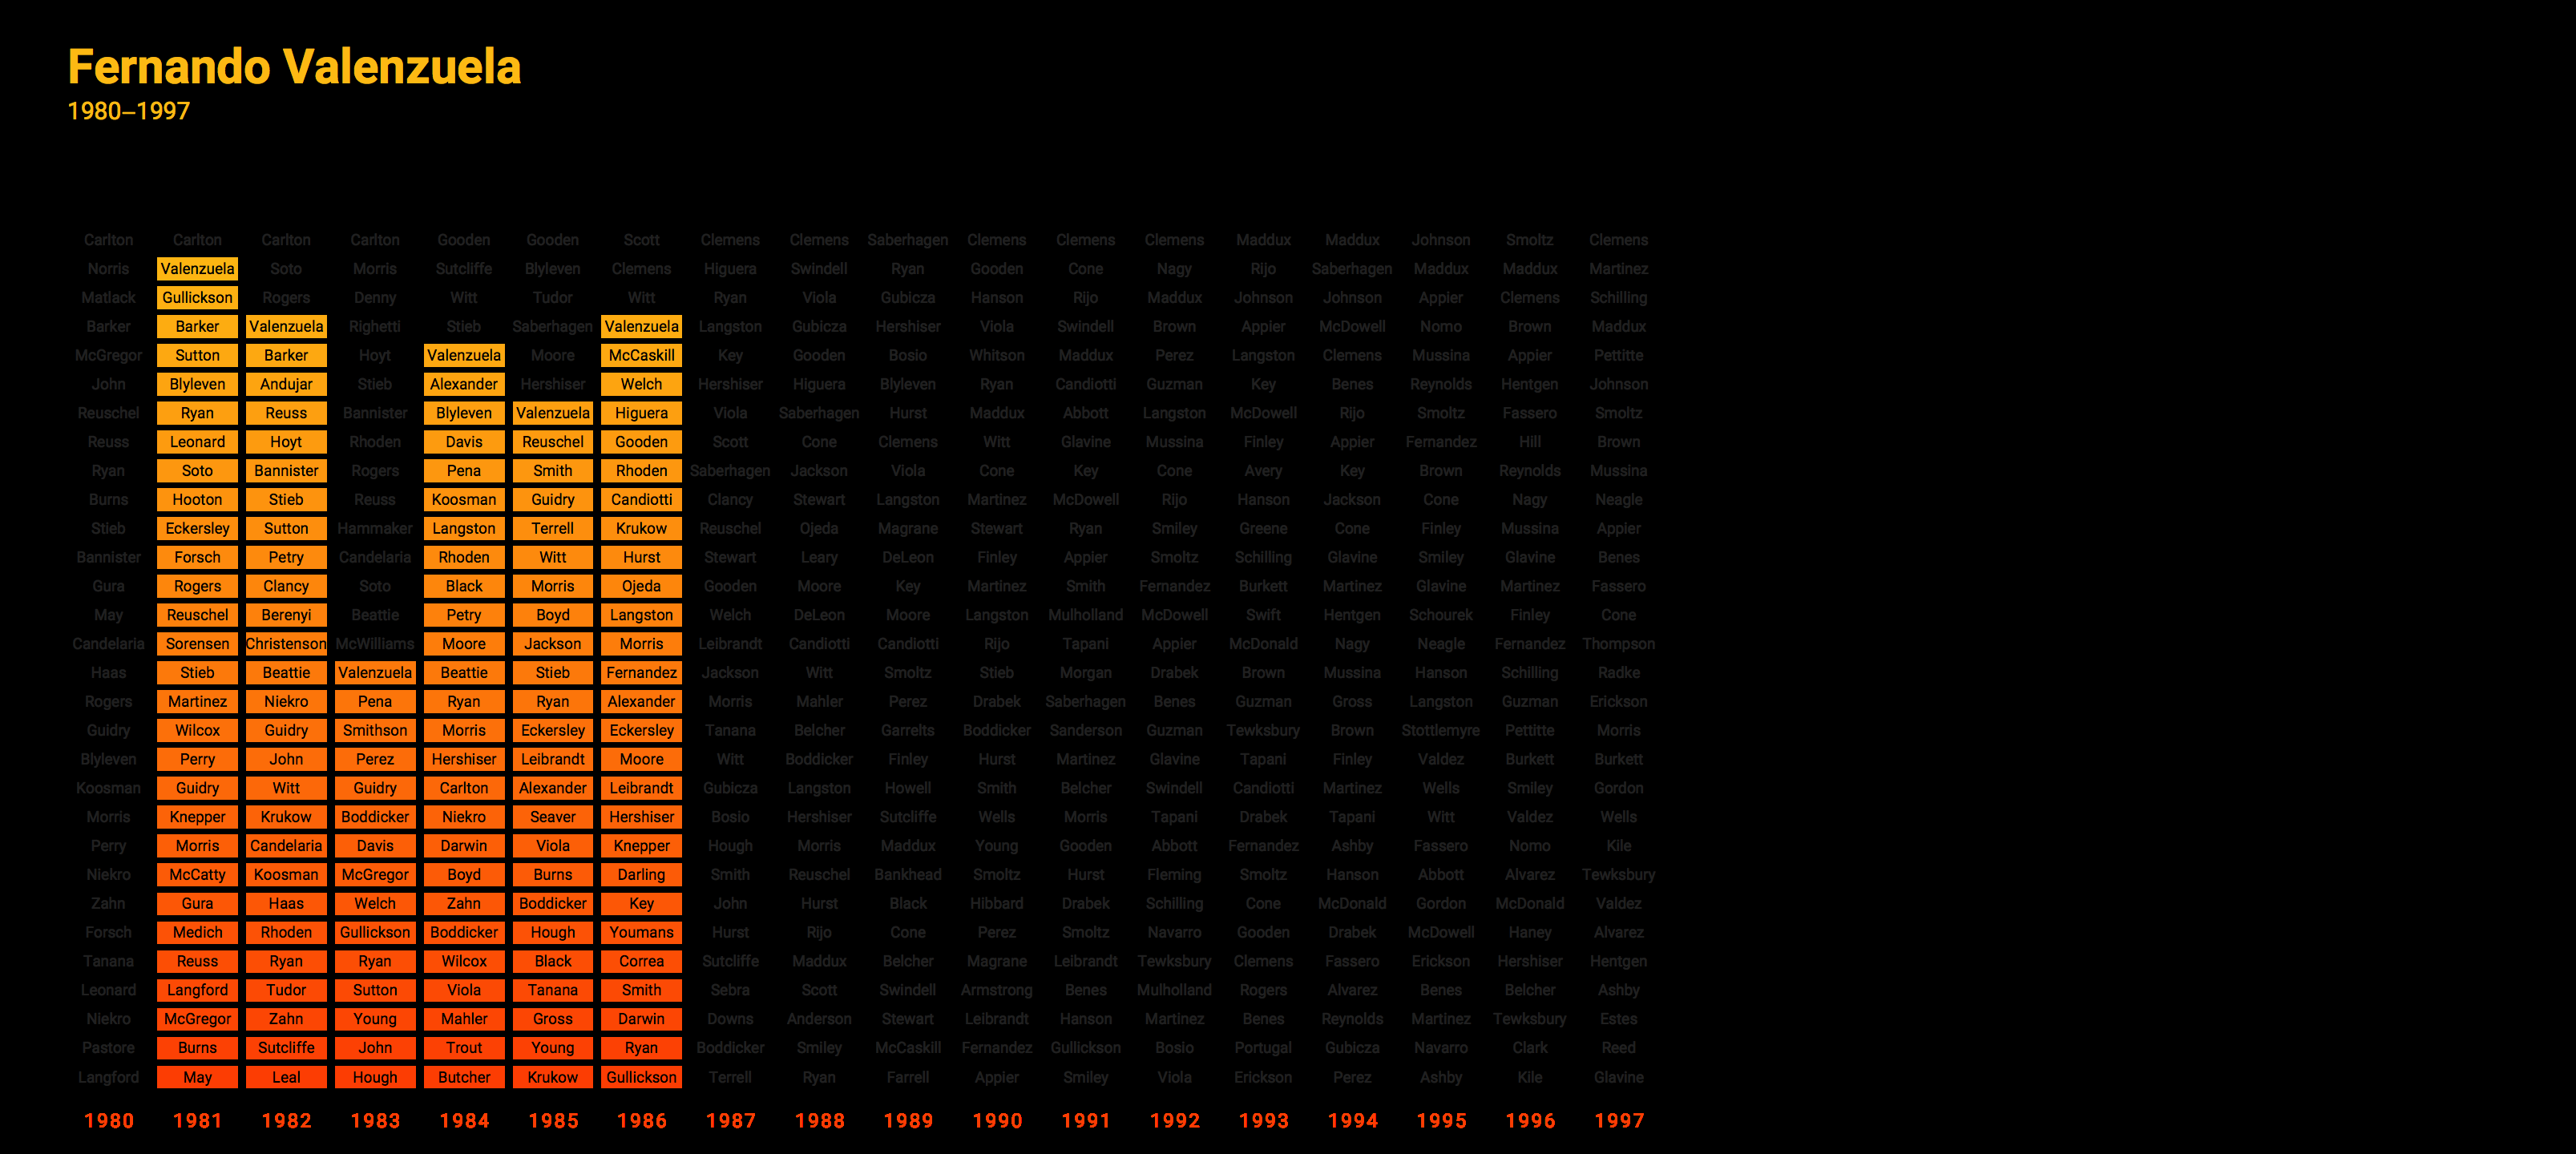 Fernando Valenzuela
1980–1997
Carlton Carlton Carlton Carlton Gooden Gooden Scott Clemens Clemens Saberhagen Clemens Clemens Clemens Maddux Maddux Johnson Smoltz Clemens
Norris Valenzuela Soto Morris Sutcliffe Blyleven Clemens Higuera Swindell Ryan Gooden Cone Nagy Rijo Saberhagen Maddux Maddux Martinez
Matlack Gullickson Rogers Denny Witt Tudor Witt Ryan Viola Gubicza Hanson Rijo Maddux Johnson Johnson Appier Clemens Schilling
Barker Barker Valenzuela Righetti Stieb Saberhagen Valenzuela Langston Gubicza Hershiser Viola Swindell Brown Appier McDowell Nomo Brown Maddux
McGregor Sutton Barker Hoyt Valenzuela Moore McCaskill Key Gooden Bosio Whitson Maddux Perez Langston Clemens Mussina Appier Pettitte
John Blyleven Andujar Stieb Alexander Hershiser Welch Hershiser Higuera Blyleven Ryan Candiotti Guzman Key Benes Reynolds Hentgen Johnson
Reuschel Ryan Reuss Bannister Blyleven Valenzuela Higuera Viola Saberhagen Hurst Maddux Abbott Langston McDowell Rijo Smoltz Fassero Smoltz
Reuss Leonard Hoyt Rhoden Davis Reuschel Gooden Scott Cone Clemens Witt Glavine Mussina Finley Appier Fernandez Hill Brown
Ryan Soto Bannister Rogers Pena Smith Rhoden Saberhagen Jackson Viola Cone Key Cone Avery Key Brown Reynolds Mussina
Burns Hooton Stieb Reuss Koosman Guidry Candiotti Clancy Stewart Langston Martinez McDowell Rijo Hanson Jackson Cone Nagy Neagle
Stieb Eckersley Sutton Hammaker Langston Terrell Krukow Reuschel Ojeda Magrane Stewart Ryan Smiley Greene Cone Finley Mussina Appier
Bannister Forsch Petry Candelaria Rhoden Witt Hurst Stewart Leary DeLeon Finley Appier Smoltz Schilling Glavine Smiley Glavine Benes
Gura Rogers Clancy Soto Black Morris Ojeda Gooden Moore Key Martinez Smith Fernandez Burkett Martinez Glavine Martinez Fassero
May Reuschel Berenyi Beattie Petry Boyd Langston Welch DeLeon Moore Langston Mulholland McDowell Swift Hentgen Schourek Finley Cone
Candelaria Sorensen Christenson McWilliams Moore Jackson Morris Leibrandt Candiotti Candiotti Rijo Tapani Appier McDonald Nagy Neagle Fernandez Thompson
Haas Stieb Beattie Valenzuela Beattie Stieb Fernandez Jackson Witt Smoltz Stieb Morgan Drabek Brown Mussina Hanson Schilling Radke
Rogers Martinez Niekro Pena Ryan Ryan Alexander Morris Mahler Perez Drabek Saberhagen Benes Guzman Gross Langston Guzman Erickson
Guidry Wilcox Guidry Smithson Morris Eckersley Eckersley Tanana Belcher Garrelts Boddicker Sanderson Guzman Tewksbury Brown Stottlemyre Pettitte Morris
Blyleven Perry John Perez Hershiser Leibrandt Moore Witt Boddicker Finley Hurst Martinez Glavine Tapani Finley Valdez Burkett Burkett
Koosman Guidry Witt Guidry Carlton Alexander Leibrandt Gubicza Langston Howell Smith Belcher Swindell Candiotti Martinez Wells Smiley Gordon
Morris Knepper Krukow Boddicker Niekro Seaver Hershiser Bosio Hershiser Sutcliffe Wells Morris Tapani Drabek Tapani Witt Valdez Wells
Perry Morris Candelaria Davis Darwin Viola Knepper Hough Morris Maddux Young Gooden Abbott Fernandez Ashby Fassero Nomo Kile
Niekro McCatty Koosman McGregor Boyd Burns Darling Smith Reuschel Bankhead Smoltz Hurst Fleming Smoltz Hanson Abbott Alvarez Tewksbury
Zahn Gura Haas Welch Zahn Boddicker Key John Hurst Black Hibbard Drabek Schilling Cone McDonald Gordon McDonald Valdez
Forsch Medich Rhoden Gullickson Boddicker Hough Youmans Hurst Rijo Cone Perez Smoltz Navarro Gooden Drabek McDowell Haney Alvarez
Tanana Reuss Ryan Ryan Wilcox Black Correa Sutcliffe Maddux Belcher Magrane Leibrandt Tewksbury Clemens Fassero Erickson Hershiser Hentgen
Leonard Langford Tudor Sutton Viola Tanana Smith Sebra Scott Swindell Armstrong Benes Mulholland Rogers Alvarez Benes Belcher Ashby
Niekro McGregor Zahn Young Mahler Gross Darwin Downs Anderson Stewart Leibrandt Hanson Martinez Benes Reynolds Martinez Tewksbury Estes
Pastore Burns Sutcliffe John Trout Young Ryan Boddicker Smiley McCaskill Fernandez Gullickson Bosio Portugal Gubicza Navarro Clark Reed
Langford May Leal Hough Butcher Krukow Gullickson Terrell Ryan Farrell Appier Smiley Viola Erickson Perez Ashby Kile Glavine
1980 1981 1982 1983 1984 1985 1986 1987 1988 1989 1990 1991 1992 1993 1994 1995 1996 1997